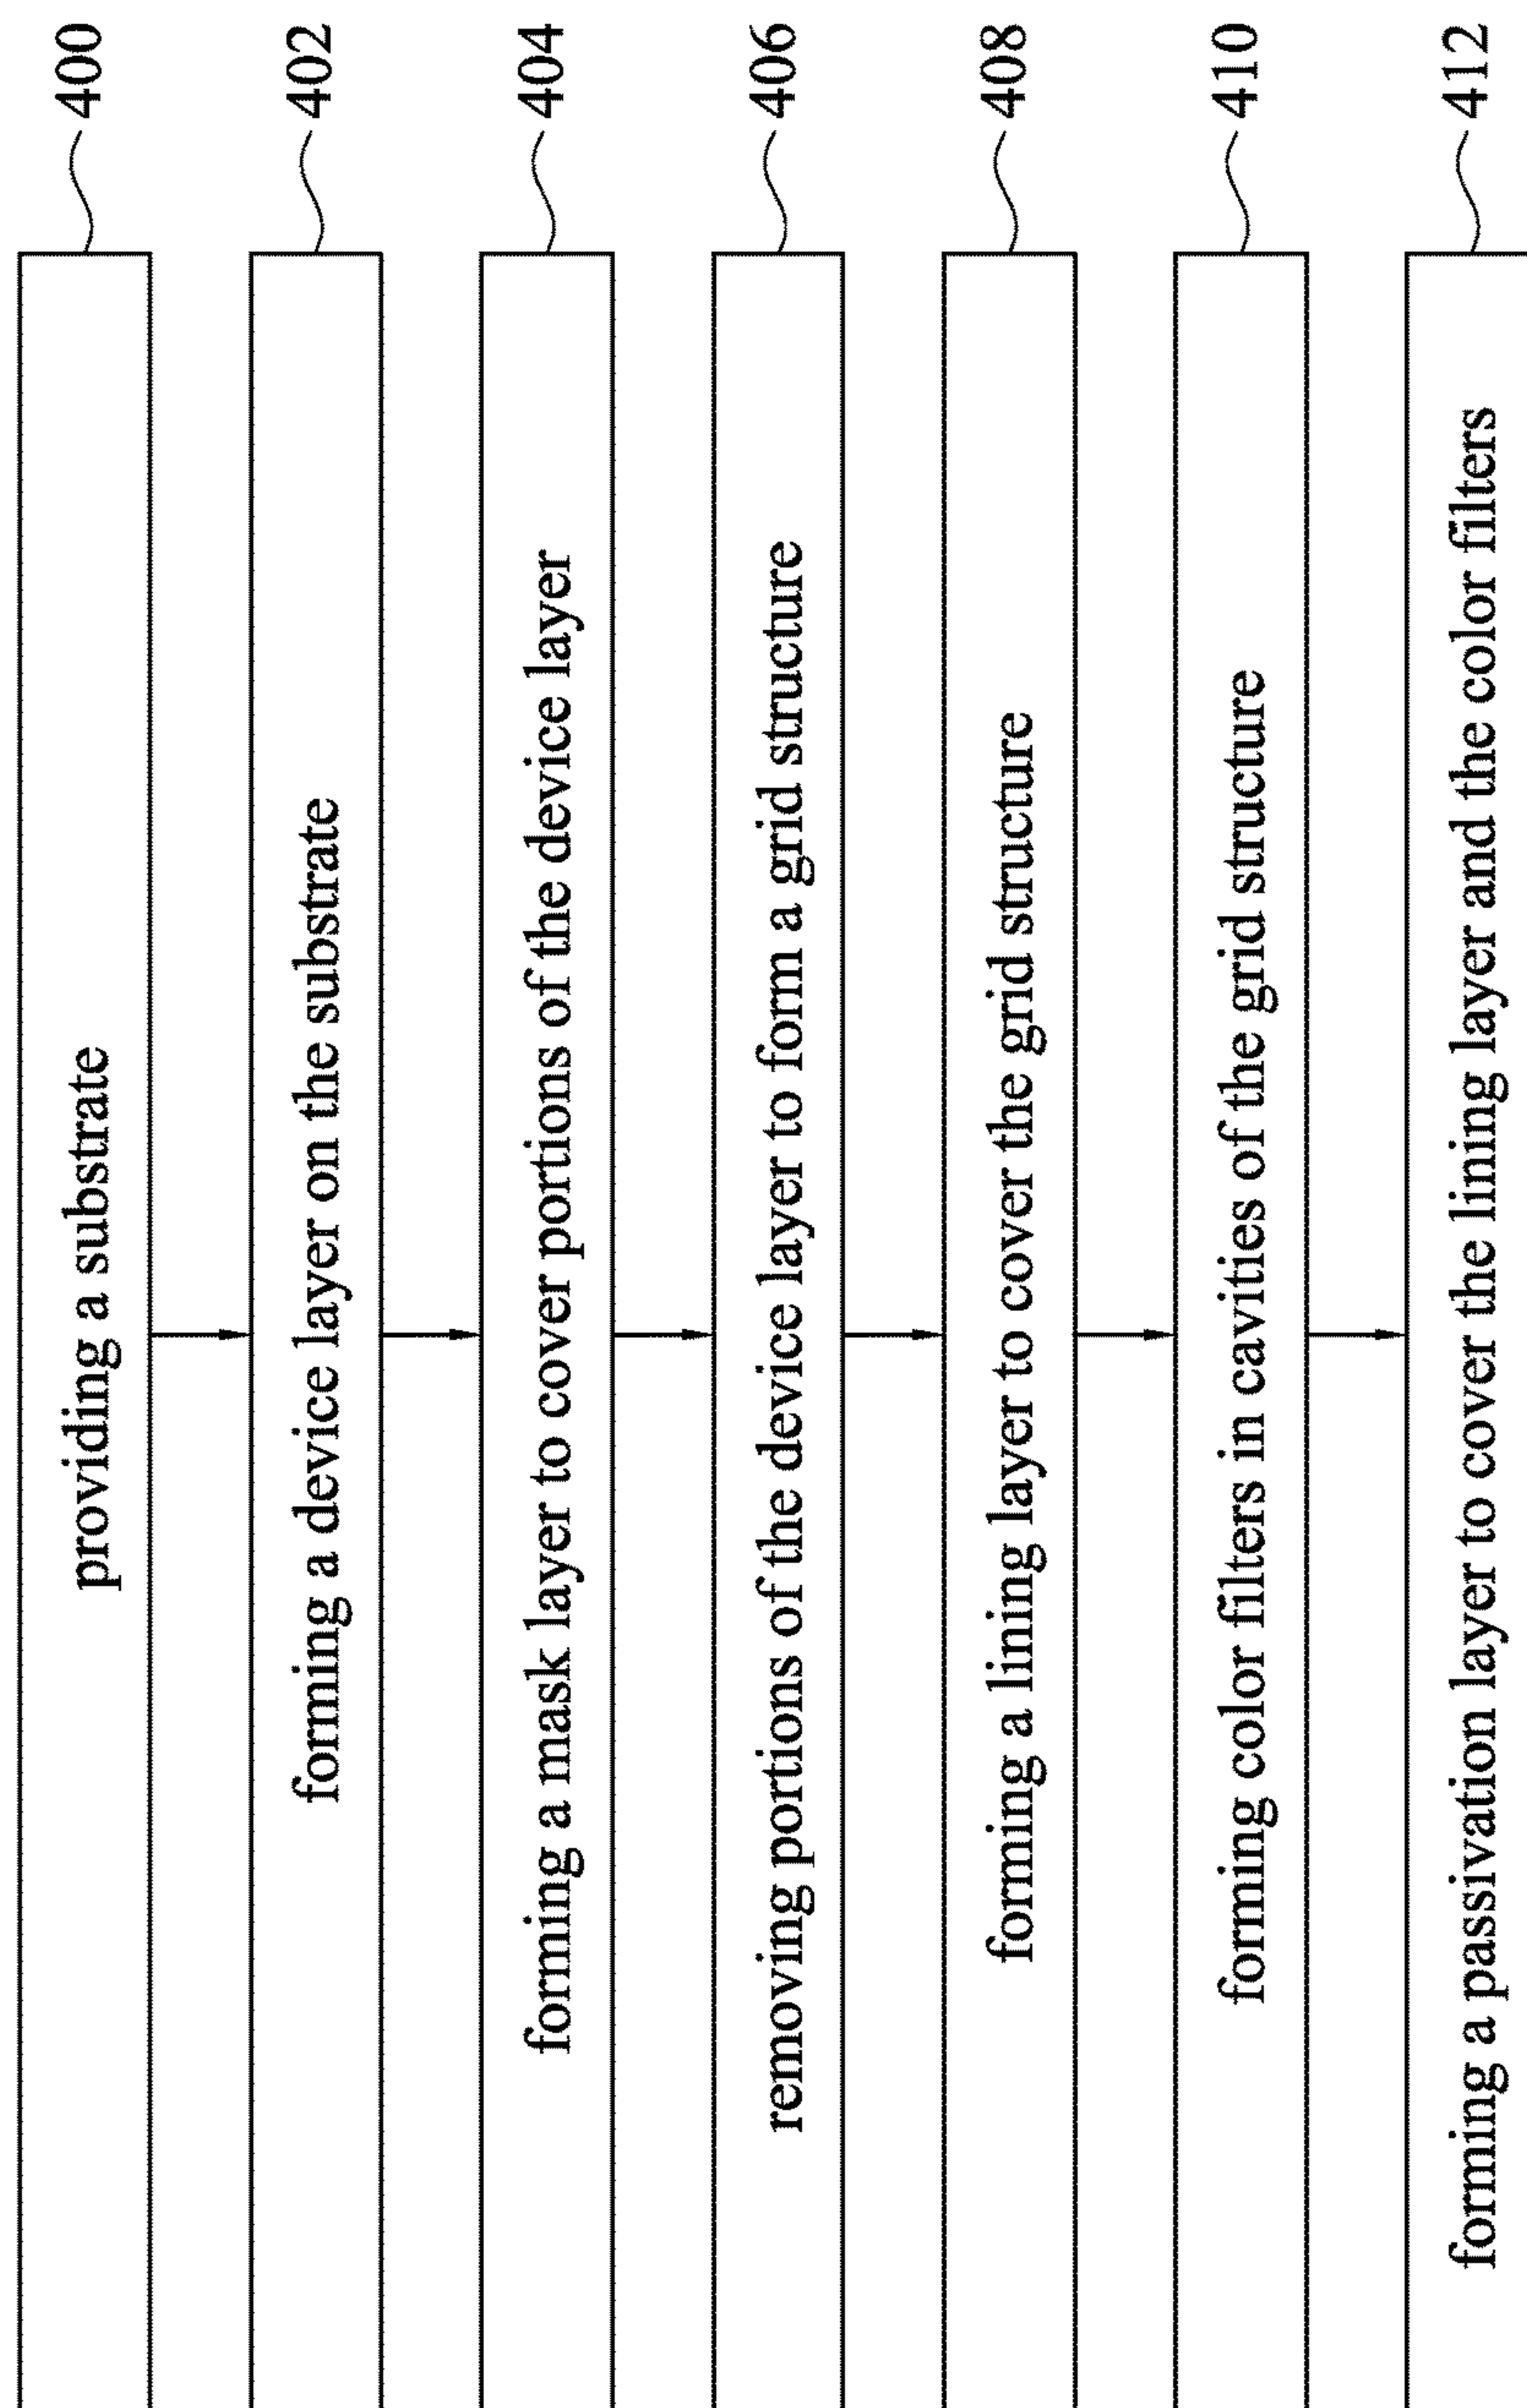 providing a substrate
400
forming a device layer on the substrate
402
forming a mask layer to cover portions of the device layer
404
removing portions of the device layer to form a grid structure
406
forming a lining layer to cover the grid structure
408
forming color filters in cavities of the grid structure
410
forming a passivation layer to cover the lining layer and the color filters
412